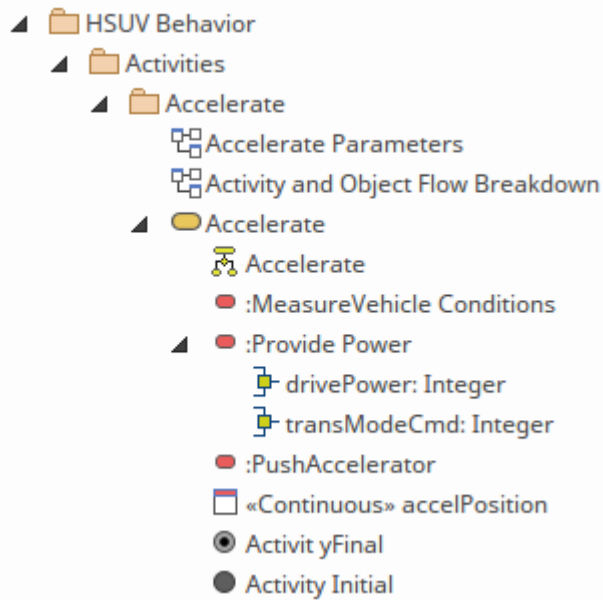 HSUV Behavior
Activities
Accelerate
Accelerate Parameters
Activity and Object Flow Breakdown
Accelerate
Accelerate
:MeasureVehicle Conditions
:Provide Power
drivePower: Integer
transModeCmd: Integer
:PushAccelerator
«Continuous» accelPosition
Activit yFinal
Activity Initial